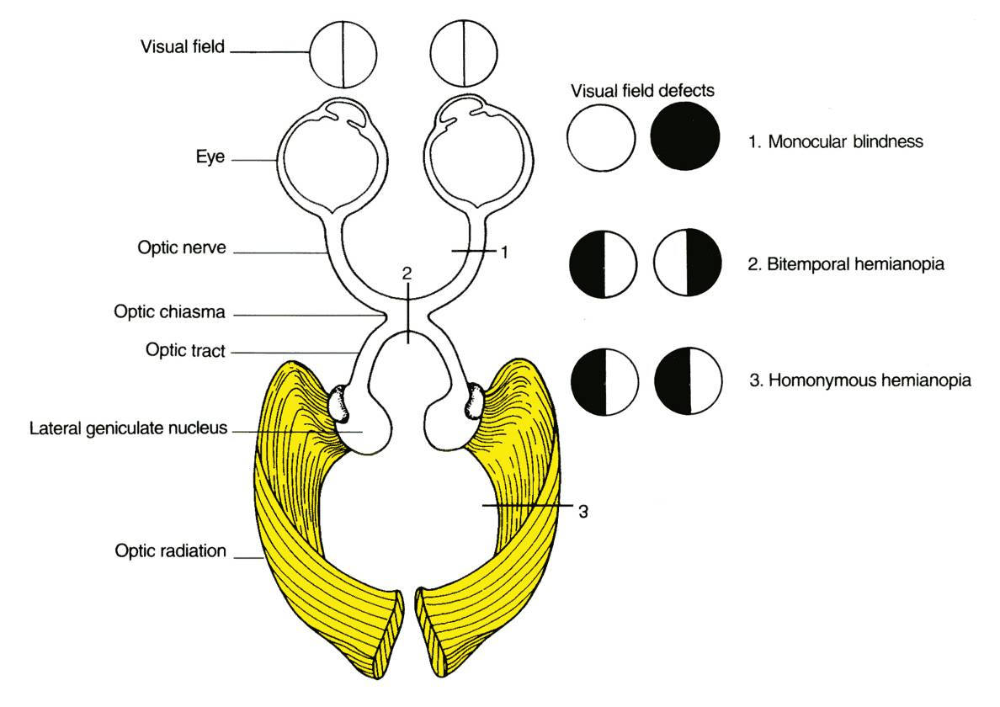 Visual field
Visual field defects
1. Monocular blindness
Eye
Optic nerve
1
2. Bitemporal hemianopia
2
Optic chiasma
Optic tract
3. Homonymous hemianopia
Lateral geniculate nucleus
3
Optic radiation